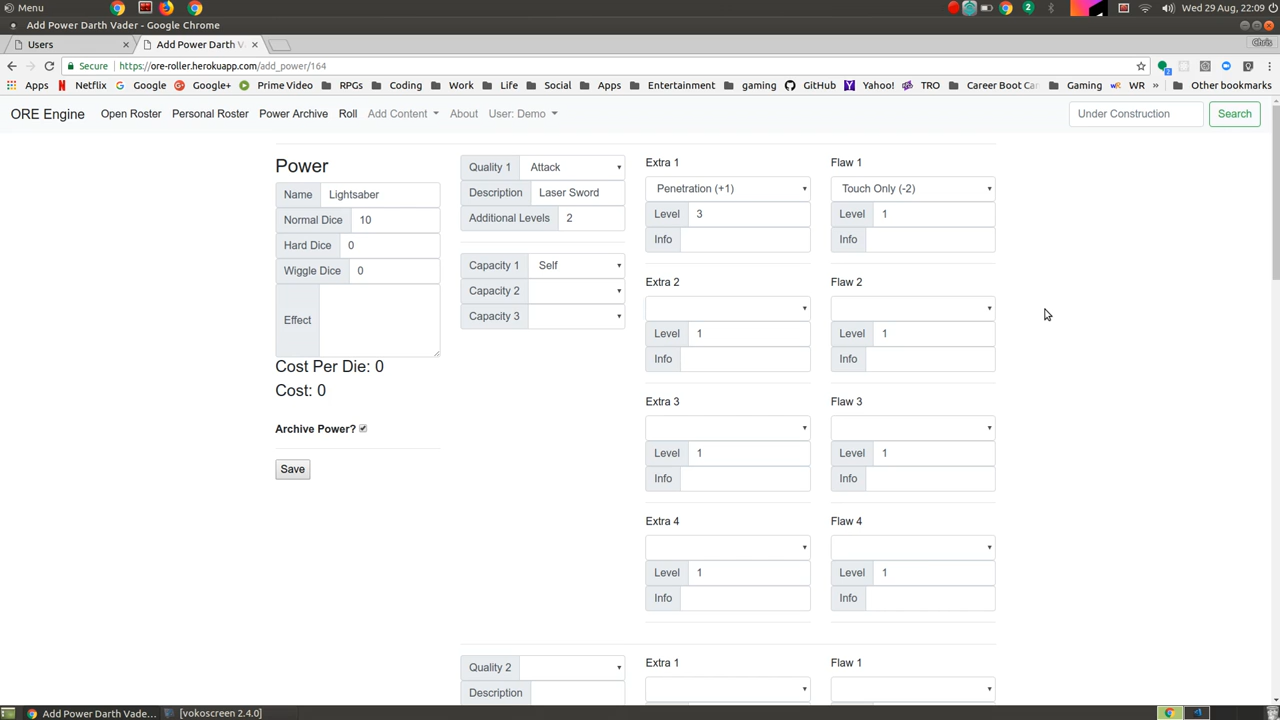 Menu
2
Wed 29 Aug, 22:09
Add Power Darth Vader - Google Chrome
Users
Add Power Darth V
Chris
Secure
https://ore-roller.herokuapp.com/add_power/164
Apps
Netflix
Google
Google+
Prime Video
RPGs
Coding
Work
Life
Social
Apps
Entertainment
gaming
GitHub
Yahoo!
TRO
Career Boot Ca
Gaming
WR
»
Other bookmarks
ORE Engine
Open Roster
Personal Roster
Power Archive
Roll
Add Content
About
User: Demo
Under Construction
Search
Power
Name Lightsaber
Normal Dice 10
Hard Dice 0
Wiggle Dice 0
Effect
Cost Per Die: 0
Cost: 0
Archive Power?
Save
Quality 1 Attack
Description Laser Sword
Additional Levels 2
Capacity 1 Self
Capacity 2
Capacity 3
Extra 1
Penetration (+1)
Level 3
Info
Flaw 1
Touch Only (-2)
Level 1
Info
Extra 2
Level 1
Info
Flaw 2
Level 1
Info
Extra 3
Level 1
Info
Flaw 3
Level 1
Info
Extra 4
Level 1
Info
Flaw 4
Level 1
Info
Quality 2
Description
Extra 1
Flaw 1
Add Power Darth Vade...
[vokoscreen 2.4.0]